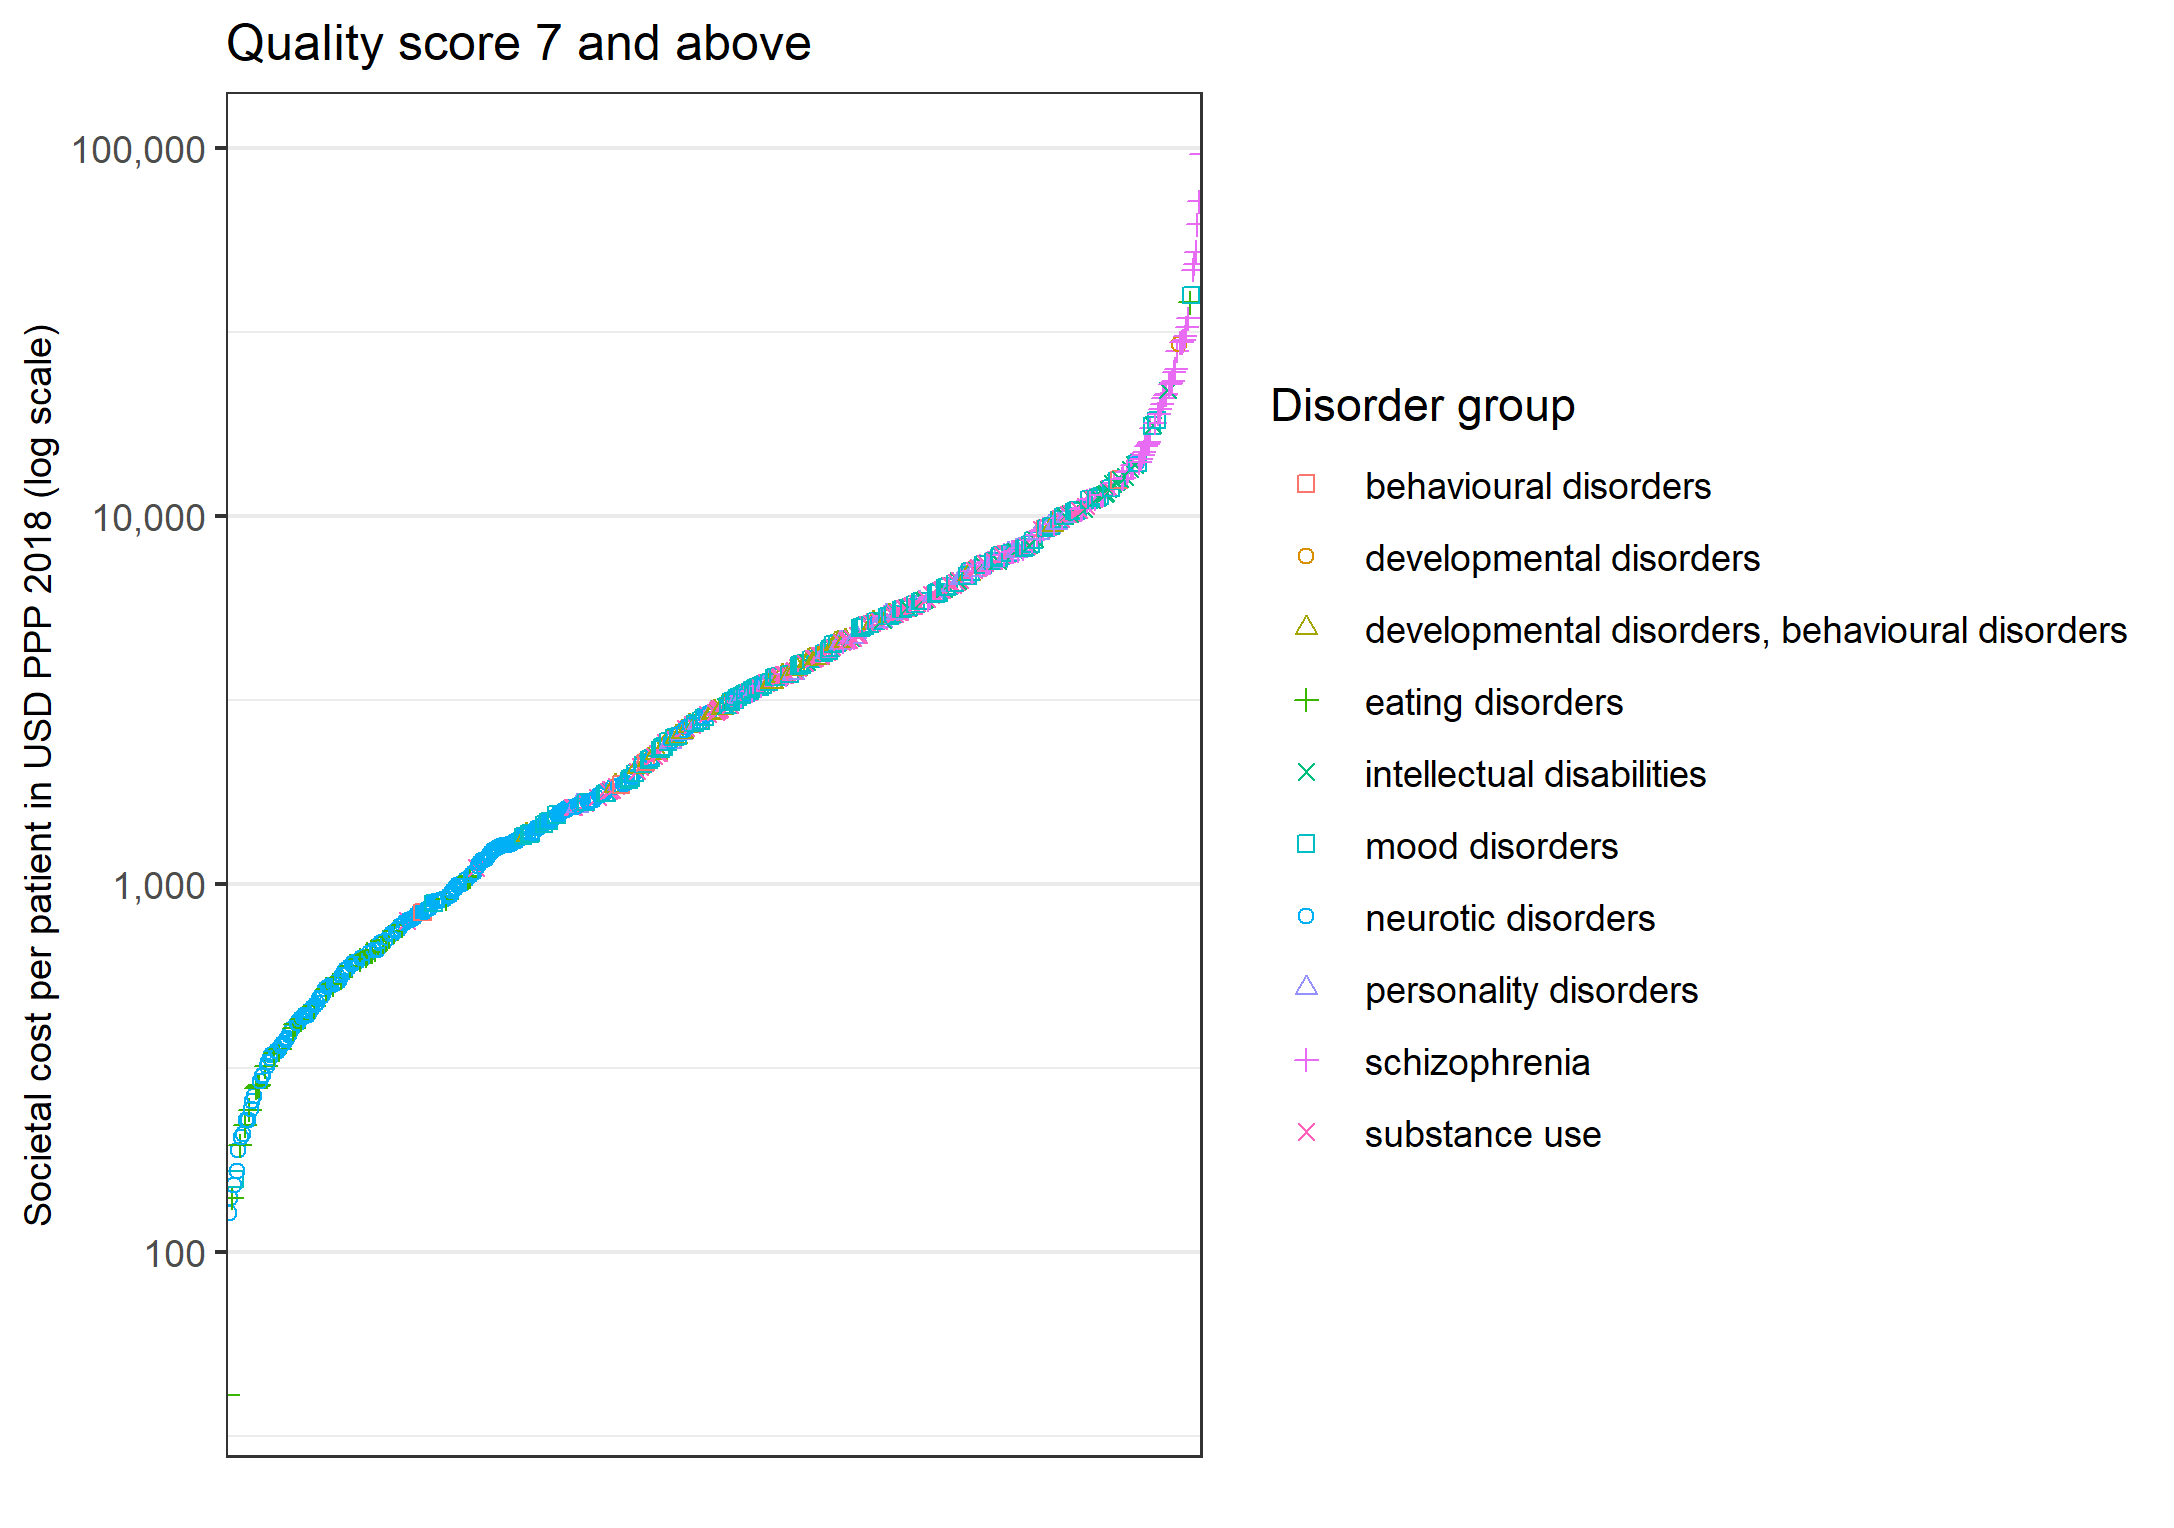 Quality score 7 and above
Societal cost per patient in USD PPP 2018 (log scale)
100,000
10,000
1,000
100
Disorder group
behavioural disorders
developmental disorders
developmental disorders, behavioural disorders
eating disorders
intellectual disabilities
mood disorders
neurotic disorders
personality disorders
schizophrenia
substance use